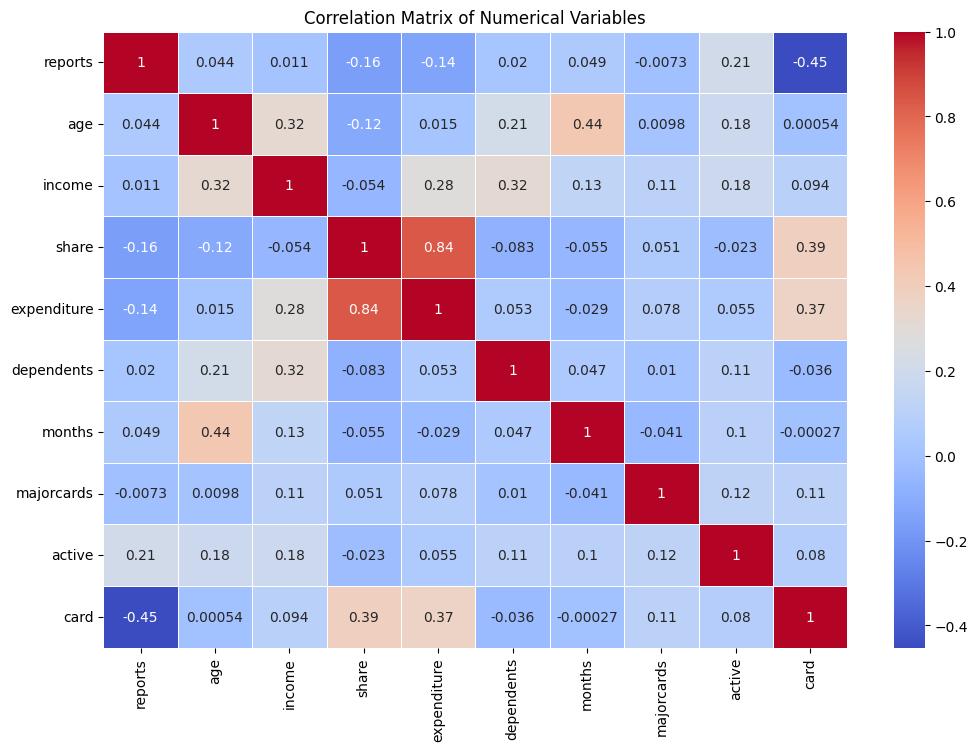 Correlation Matrix of Numerical Variables
reports 1 0.044 0.011 -0.16 -0.14 0.02 0.049 -0.0073 0.21 -0.45
age 0.044 1 0.32 -0.12 0.015 0.21 0.44 0.0098 0.18 0.00054
income 0.011 0.32 1 -0.054 0.28 0.32 0.13 0.11 0.18 0.094
share -0.16 -0.12 -0.054 1 0.84 -0.083 -0.055 0.051 -0.023 0.39
expenditure -0.14 0.015 0.28 0.84 1 0.053 -0.029 0.078 0.055 0.37
dependents 0.02 0.21 0.32 -0.083 0.053 1 0.047 0.01 0.11 -0.036
months 0.049 0.44 0.13 -0.055 -0.029 0.047 1 -0.041 0.1 -0.00027
majorcards -0.0073 0.0098 0.11 0.051 0.078 0.01 -0.041 1 0.12 0.11
active 0.21 0.18 0.18 -0.023 0.055 0.11 0.1 0.12 1 0.08
card -0.45 0.00054 0.094 0.39 0.37 -0.036 -0.00027 0.11 0.08 1
reports age income share expenditure dependents months majorcards active card
1.0
0.8
0.6
0.4
0.2
0.0
−0.2
−0.4